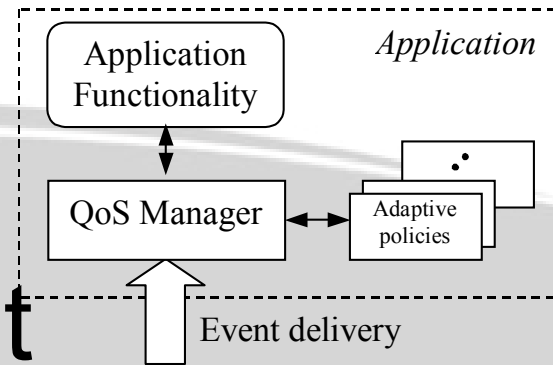 Application
Application
Functionality
QoS Manager
Adaptive
policies
t
Event delivery